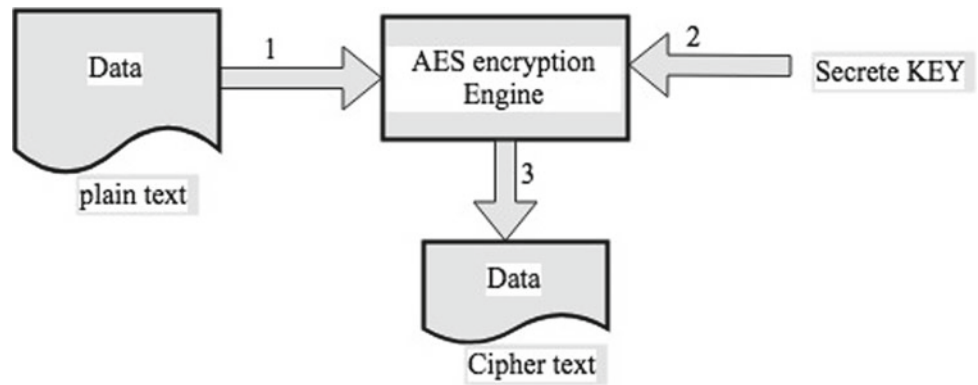 Data
plain text
1
AES encryption
Engine
2
Secrete KEY
3
Data
Cipher text